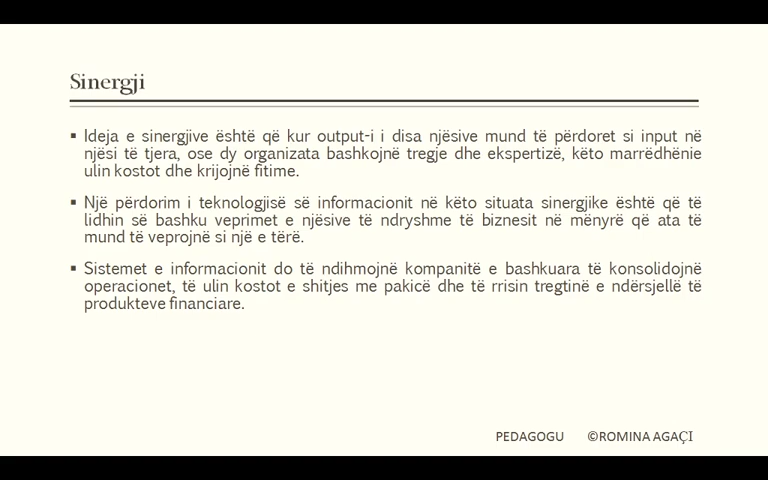 Sinergji
▪ Ideja e sinergjive është që kur output-i i disa njësive mund të përdoret si input në
njësi të tjera, ose dy organizata bashkojnë tregje dhe ekspertizë, këto marrëdhënie
ulin kostot dhe krijojnë fitime.
▪ Një përdorim i teknologjisë së informacionit në këto situata sinergjike është që të
lidhin së bashku veprimet e njësive të ndryshme të biznesit në mënyrë që ata të
mund të veprojnë si një e tërë.
▪ Sistemet e informacionit do të ndihmojnë kompanitë e bashkuara të konsolidojnë
operacionet, të ulin kostot e shitjes me pakicë dhe të rrisin tregtinë e ndërsjellë të
produkteve financiare.
PEDAGOGU ©ROMINA AGAÇI